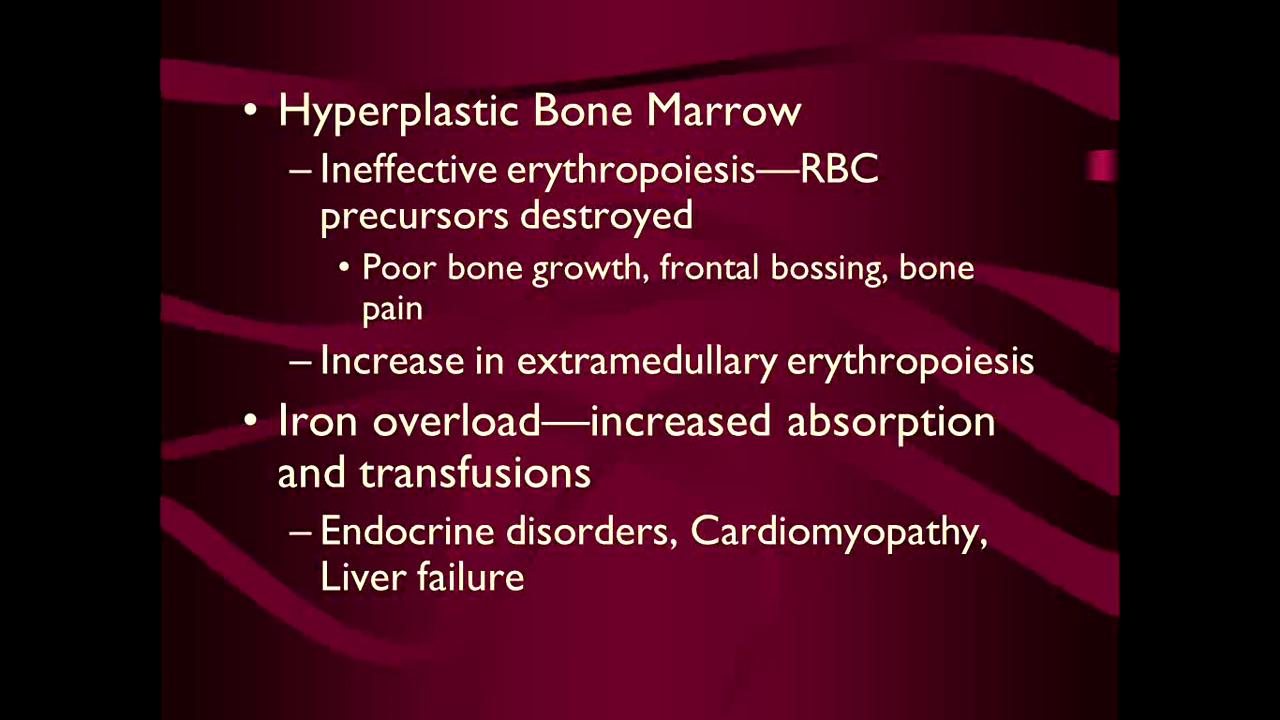 • Hyperplastic Bone Marrow
– Ineffective erythropoiesis—RBC
precursors destroyed
• Poor bone growth, frontal bossing, bone
pain
– Increase in extramedullary erythropoiesis
• Iron overload—increased absorption
and transfusions
– Endocrine disorders, Cardiomyopathy,
Liver failure